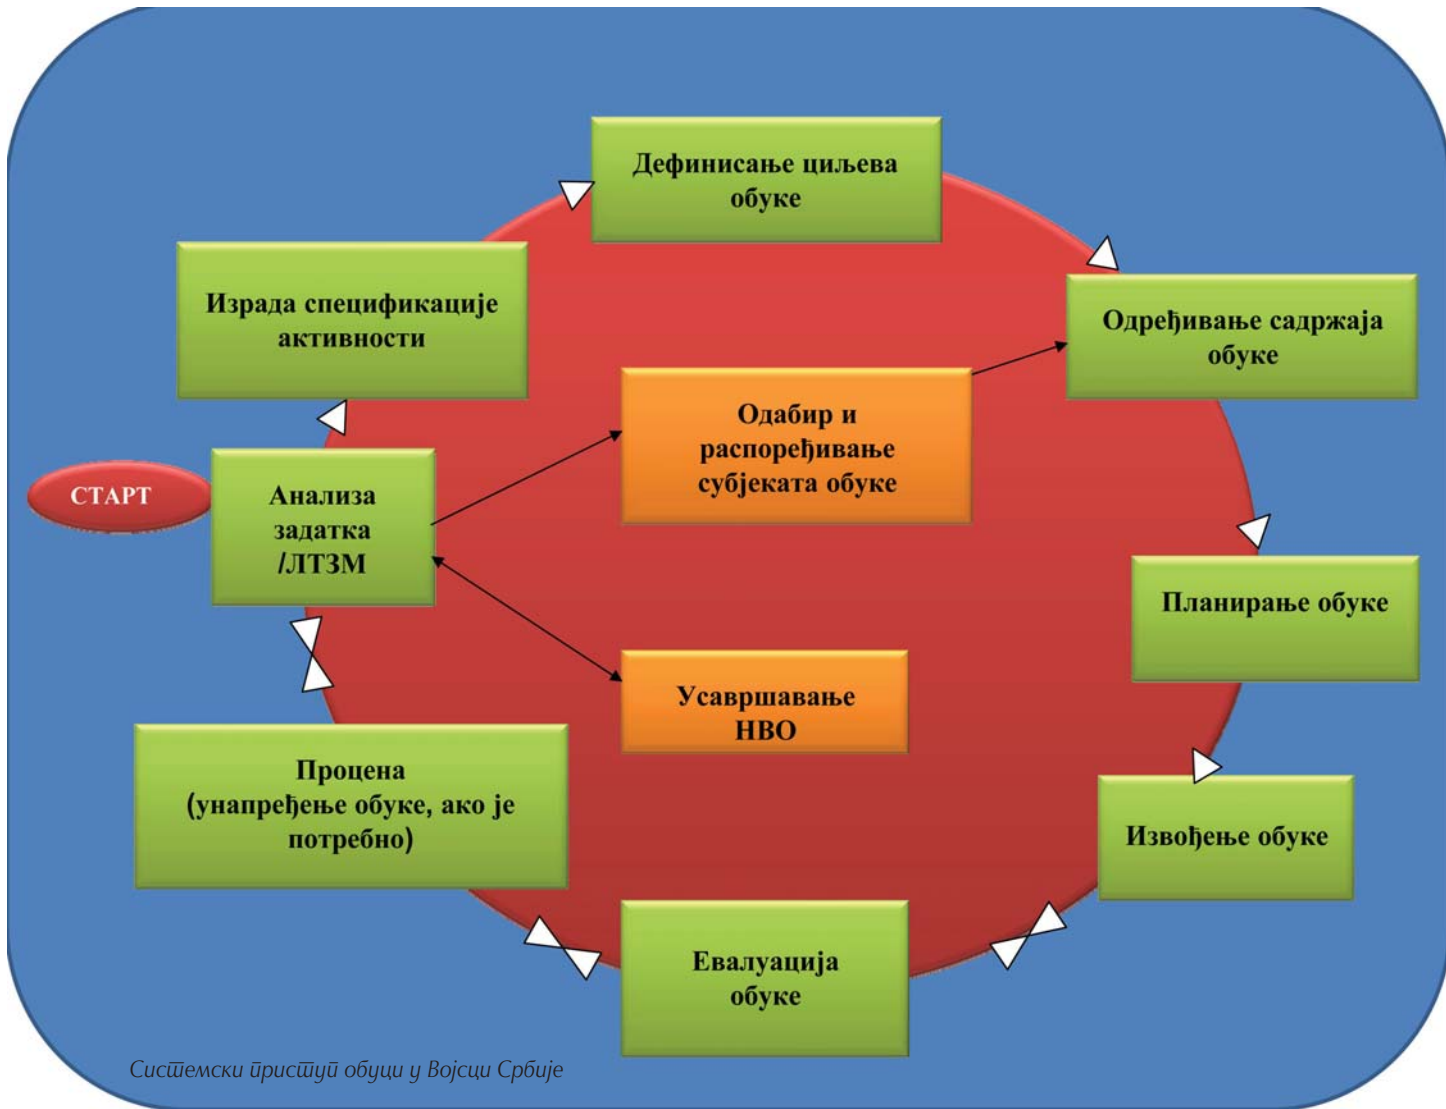 Дефинисање циљева
обуке
Израда спецификације
активности
Одређивање садржаја
обуке
Одабир и
распоређивање
субјеката обуке
СТАРТ
Анализа
задатка
/ЛТЗМ
Планирање обуке
Усавршавање
НВО
Процена
(унапређење обуке, ако је
потребно)
Извођење обуке
Евалуација
обуке
Системски приступ обуци у Војсци Србије